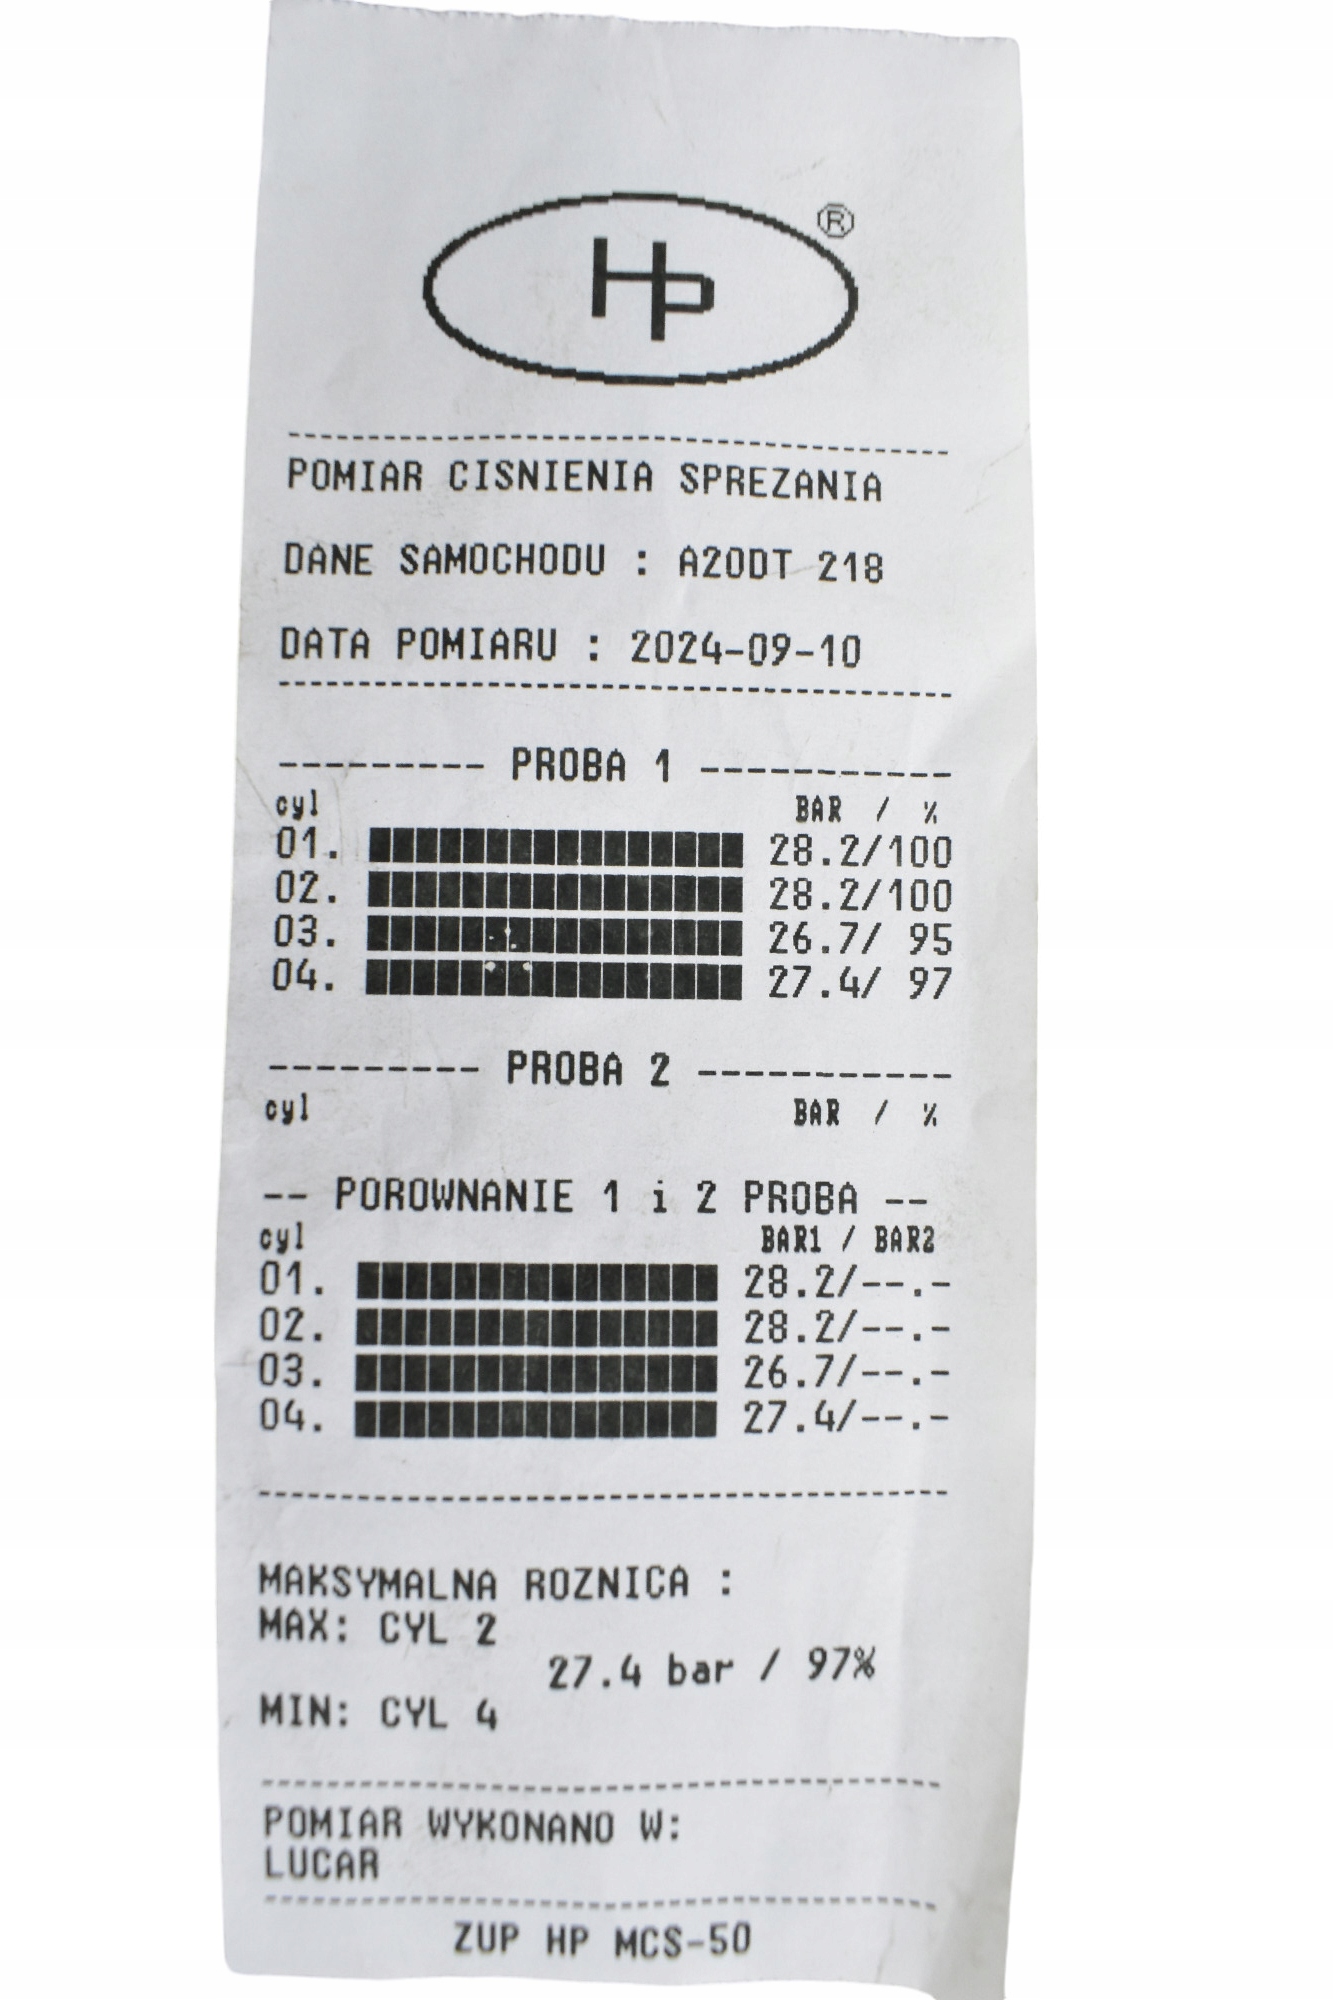 HP ®
POMIAR CISNIENIA SPREZANIA
DANE SAMOCHODU : A20DT 218
DATA POMIARU : 2024-09-10
--------- PROBA 1 -----------
cyl BAR / %
01. 28.2/100
02. 28.2/100
03. 26.7/ 95
04. 27.4/ 97
--------- PROBA 2 -----------
cyl BAR / %
-- POROWNANIE 1 i 2 PROBA --
cyl BAR1 / BAR2
01. 28.2/--.-
02. 28.2/--.-
03. 26.7/--.-
04. 27.4/--.-
MAKSYMALNA ROZNICA :
MAX: CYL 2
27.4 bar / 97%
MIN: CYL 4
POMIAR WYKONANO W:
LUCAR
ZUP HP MCS-50